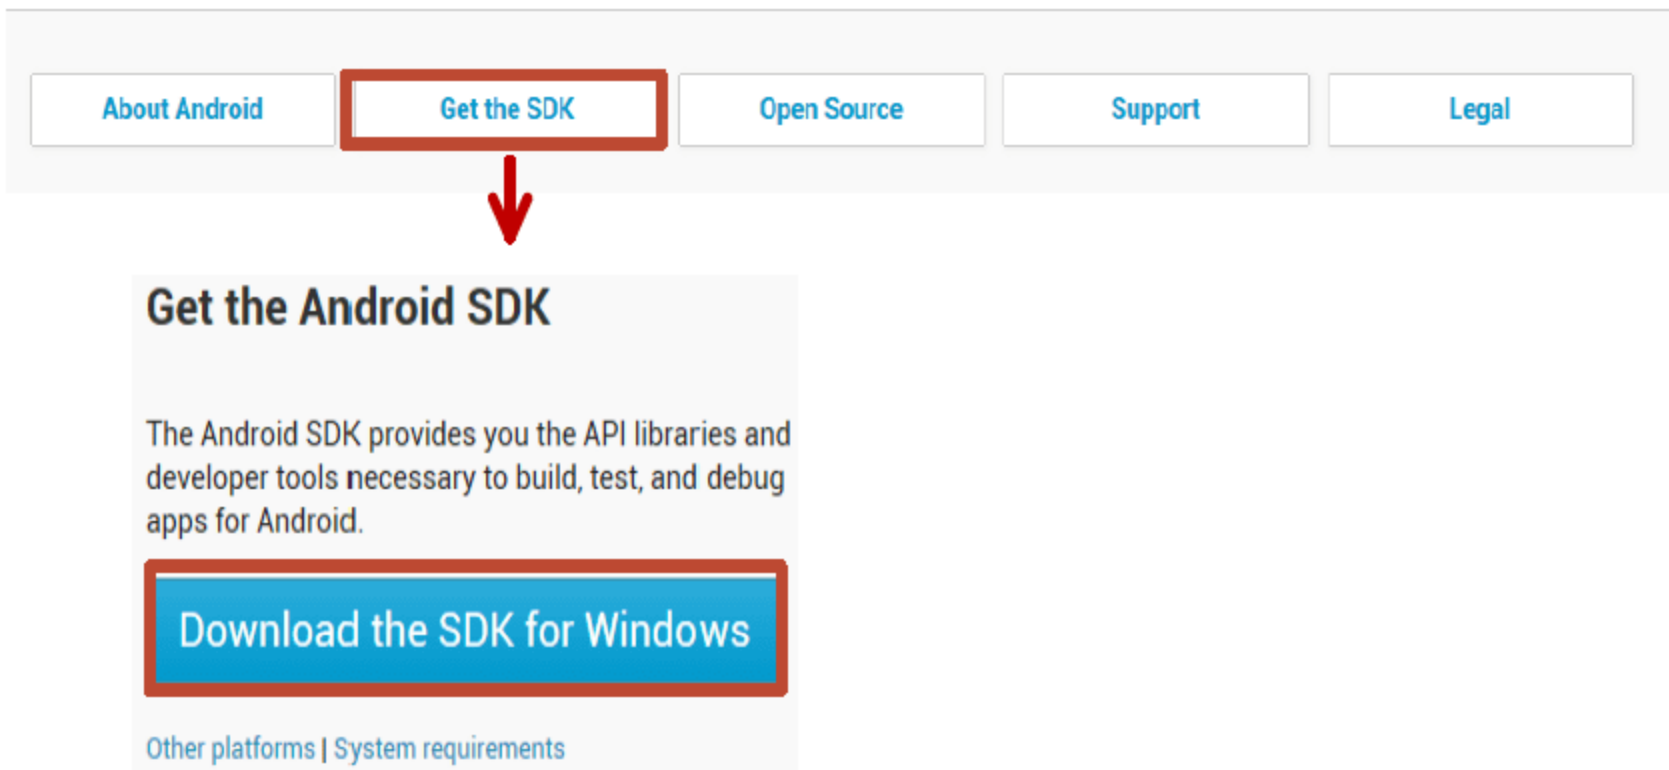 About Android
Get the SDK
Open Source
Support
Legal
Get the Android SDK
The Android SDK provides you the API libraries and
developer tools necessary to build, test, and debug
apps for Android.
Download the SDK for Windows
Other platforms | System requirements